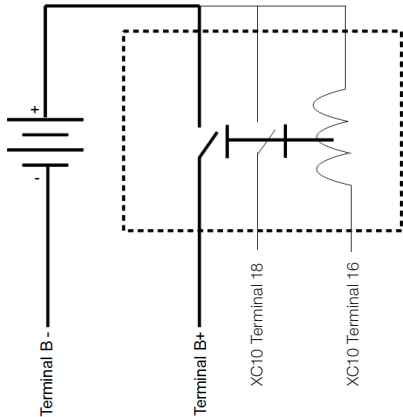 +
-
Terminal B -
Terminal B+
XC10 Terminal 18
XC10 Terminal 16